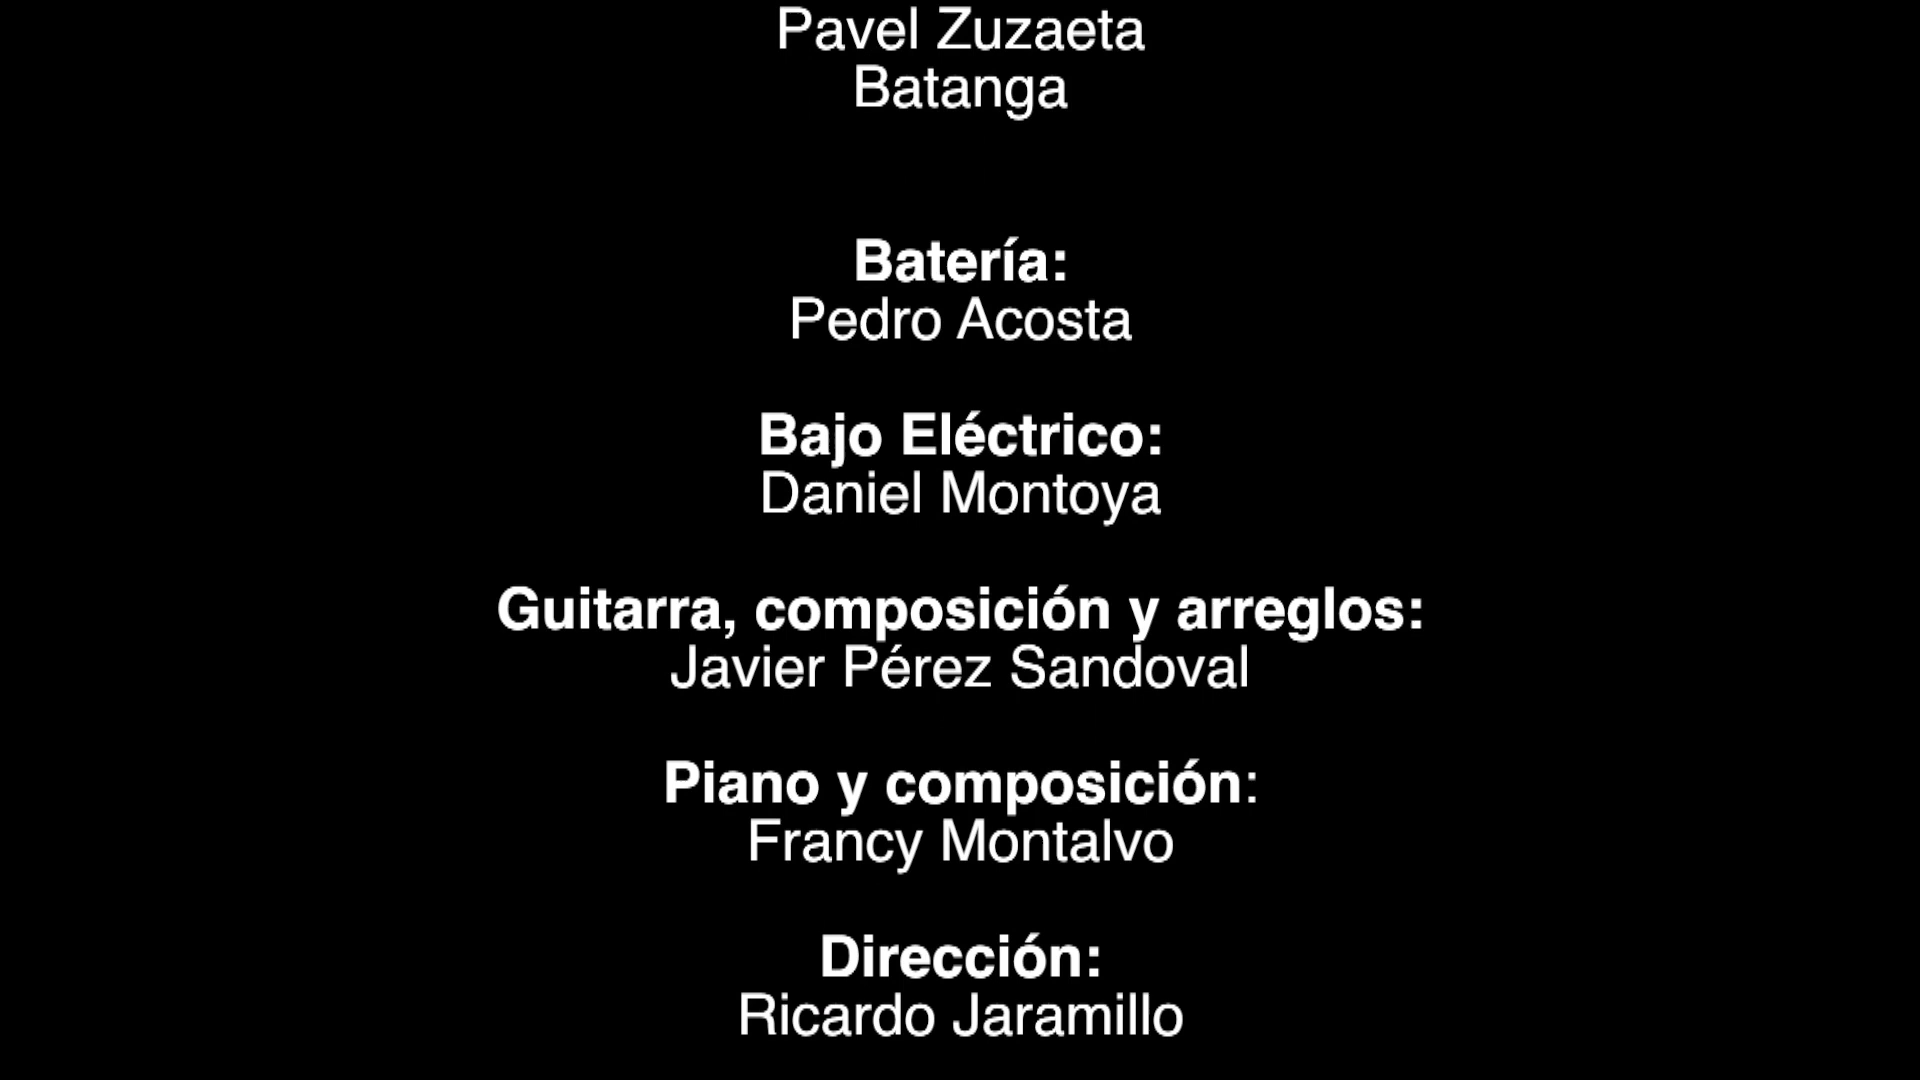 Pavel Zuzaeta
Batanga
Batería:
Pedro Acosta
Bajo Eléctrico:
Daniel Montoya
Guitarra, composición y arreglos:
Javier Pérez Sandoval
Piano y composición:
Francy Montalvo
Dirección:
Ricardo Jaramillo